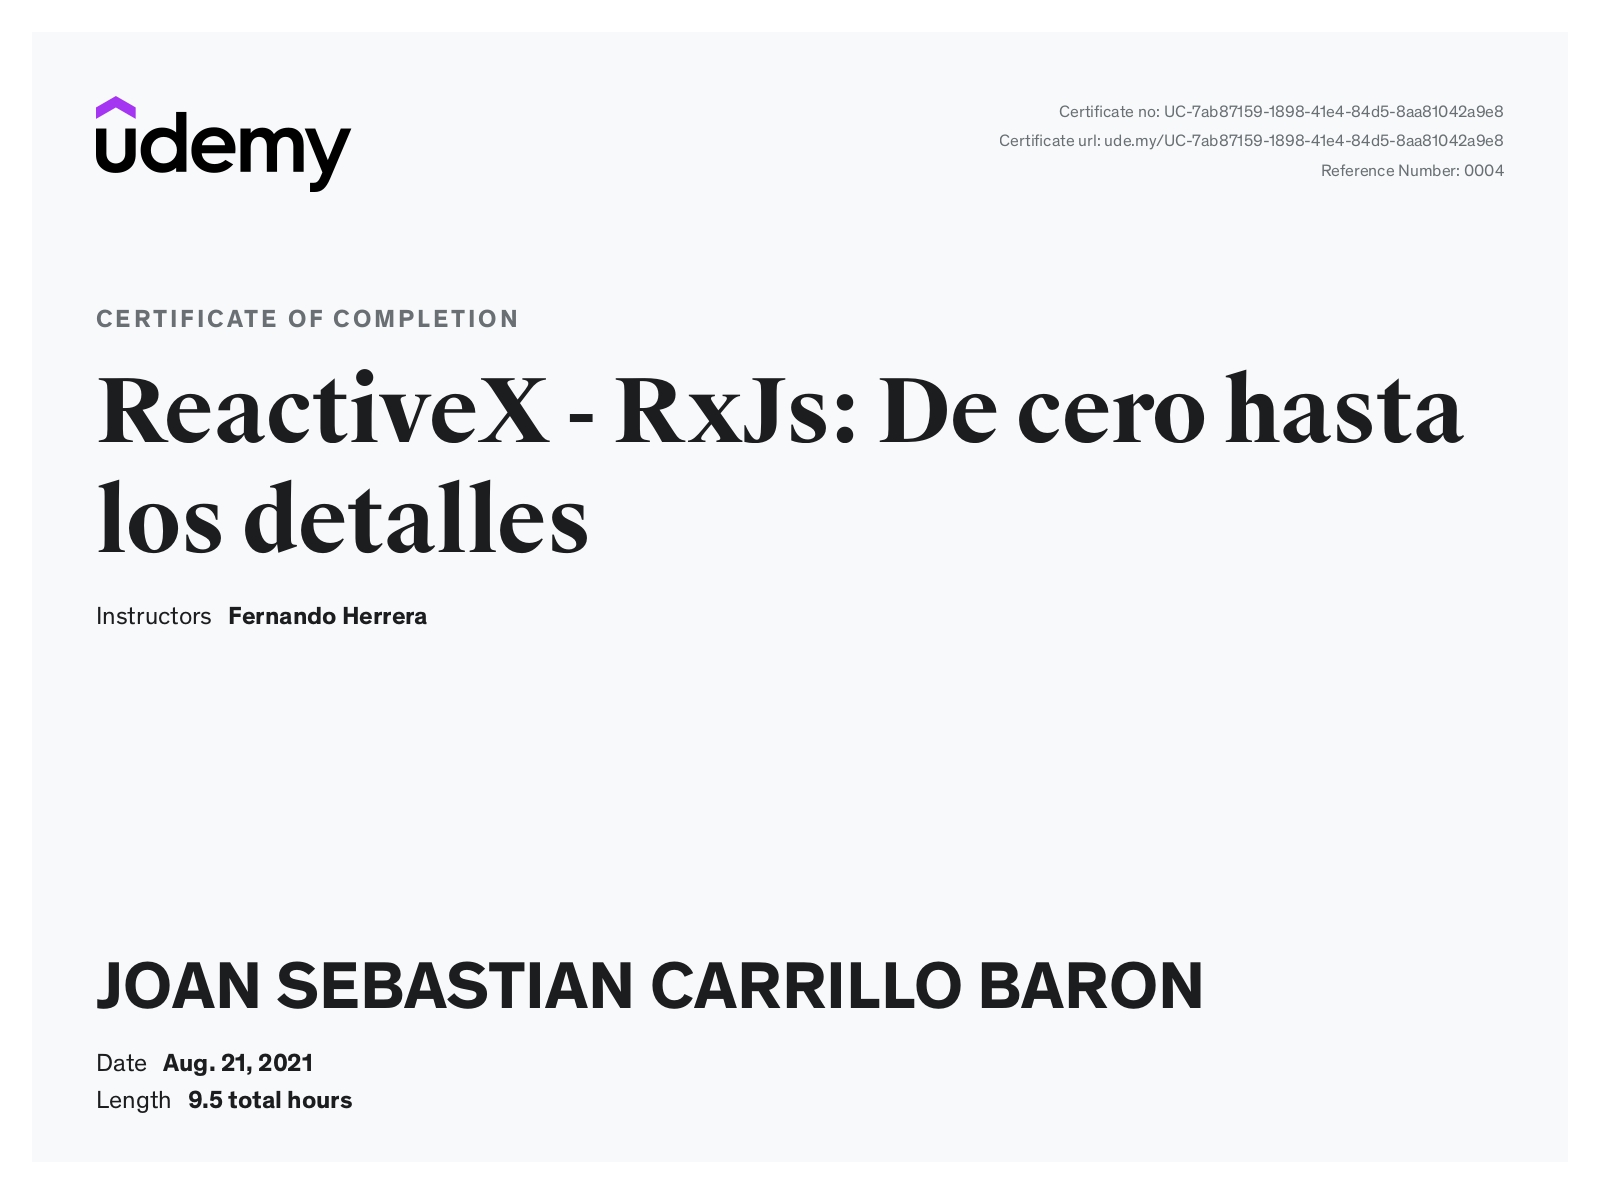 udemy
Certificate no: UC-7ab87159-1898-41e4-84d5-8aa81042a9e8
Certificate url: ude.my/UC-7ab87159-1898-41e4-84d5-8aa81042a9e8
Reference Number: 0004
CERTIFICATE OF COMPLETION
ReactiveX - RxJs: De cero hasta
los detalles
Instructors Fernando Herrera
JOAN SEBASTIAN CARRILLO BARON
Date Aug. 21, 2021
Length 9.5 total hours